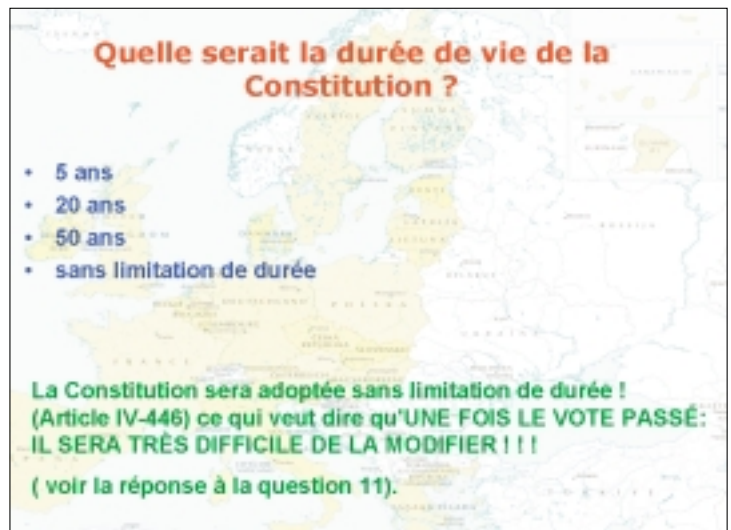 Quelle serait la durée de vie de la
Constitution ?
• 5 ans
• 20 ans
• 50 ans
• sans limitation de durée
La Constitution sera adoptée sans limitation de durée !
(Article IV-446) ce qui veut dire qu'UNE FOIS LE VOTE PASSÉ:
IL SERA TRÈS DIFFICILE DE LA MODIFIER ! ! !
( voir la réponse à la question 11).